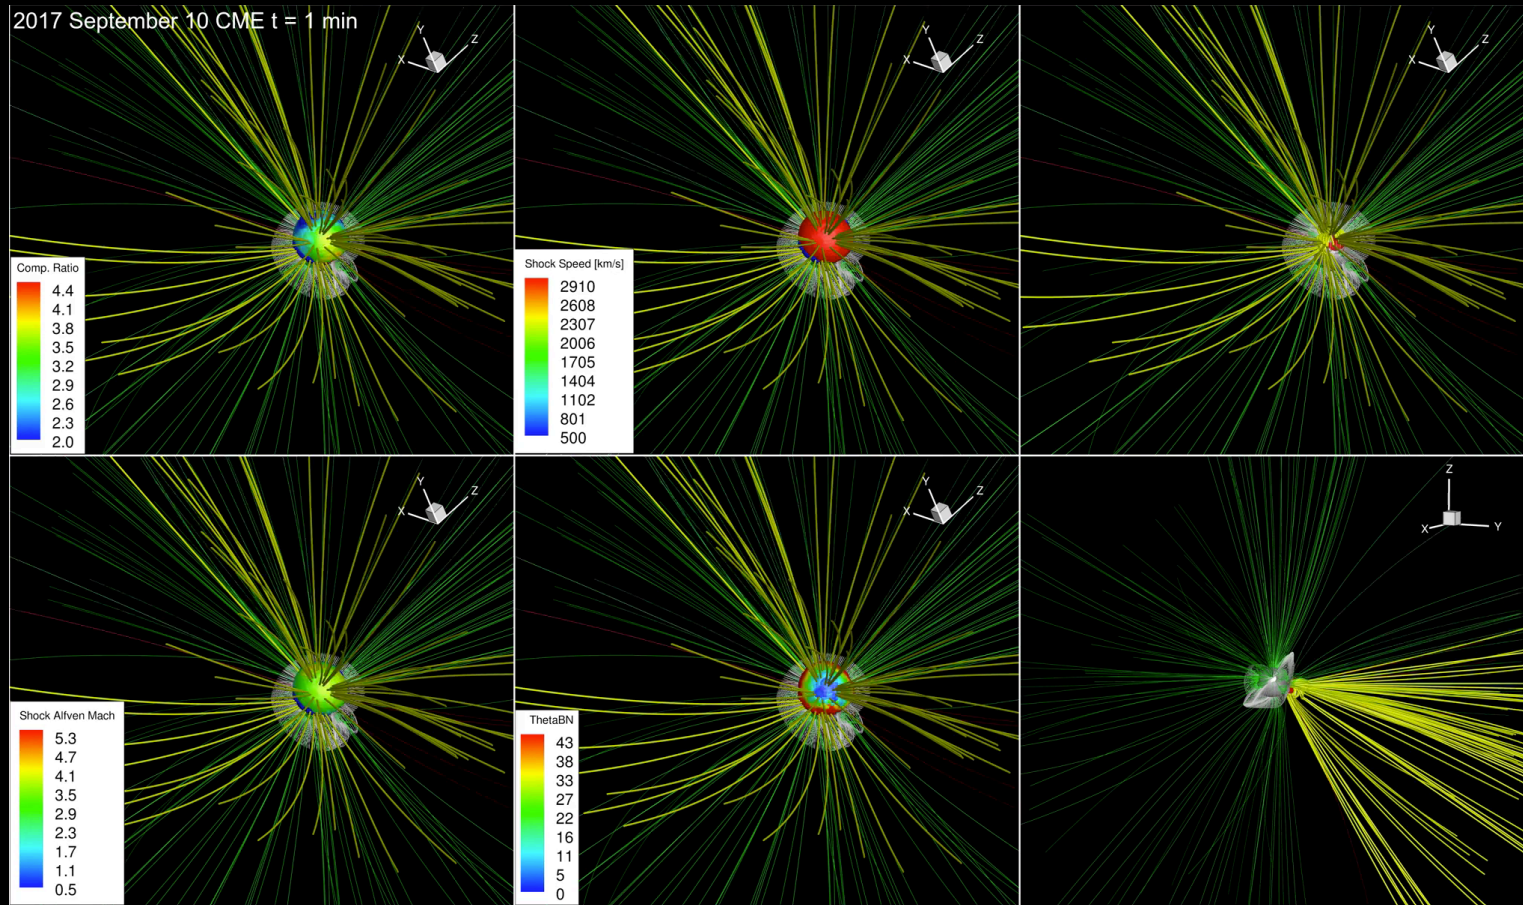 2017 September 10 CME t = 1 min
Y
Z
X
Y
Z
X
Y
Z
X
Comp. Ratio
4.4
4.1
3.8
3.5
3.2
2.9
2.6
2.3
2.0
Shock Speed [km/s]
2910
2608
2307
2006
1705
1404
1102
801
500
Y
Z
X
Y
Z
X
Z
X
Y
Shock Alfven Mach
5.3
4.7
4.1
3.5
2.9
2.3
1.7
1.1
0.5
ThetaBN
43
38
33
27
22
16
11
5
0